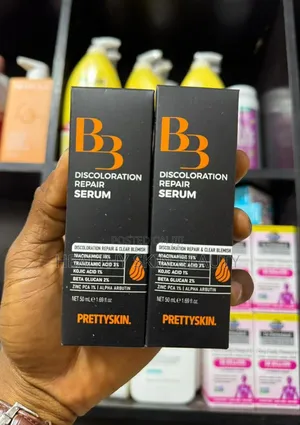 B3
DISCOLORATION
REPAIR
SERUM
DISCOLORATION REPAIR & CLEAR BLEMISH
NIACINAMIDE 10%
TRANEXAMIC ACID 3%
KOJIC ACID 1%
BETA GLUCAN 2%
ZINC PCA 1% / ALPHA ARBUTIN
NET 50 mL e 1.69 fl.oz.
PRETTYSKIN.
B3
DISCOLORATION
REPAIR
SERUM
DISCOLORATION REPAIR & CLEAR BLEMISH
NIACINAMIDE 10%
TRANEXAMIC ACID 3%
KOJIC ACID 1%
BETA GLUCAN 2%
ZINC PCA 1% / ALPHA ARBUTIN
NET 50 mL e 1.69 fl.oz.
PRETTYSKIN.